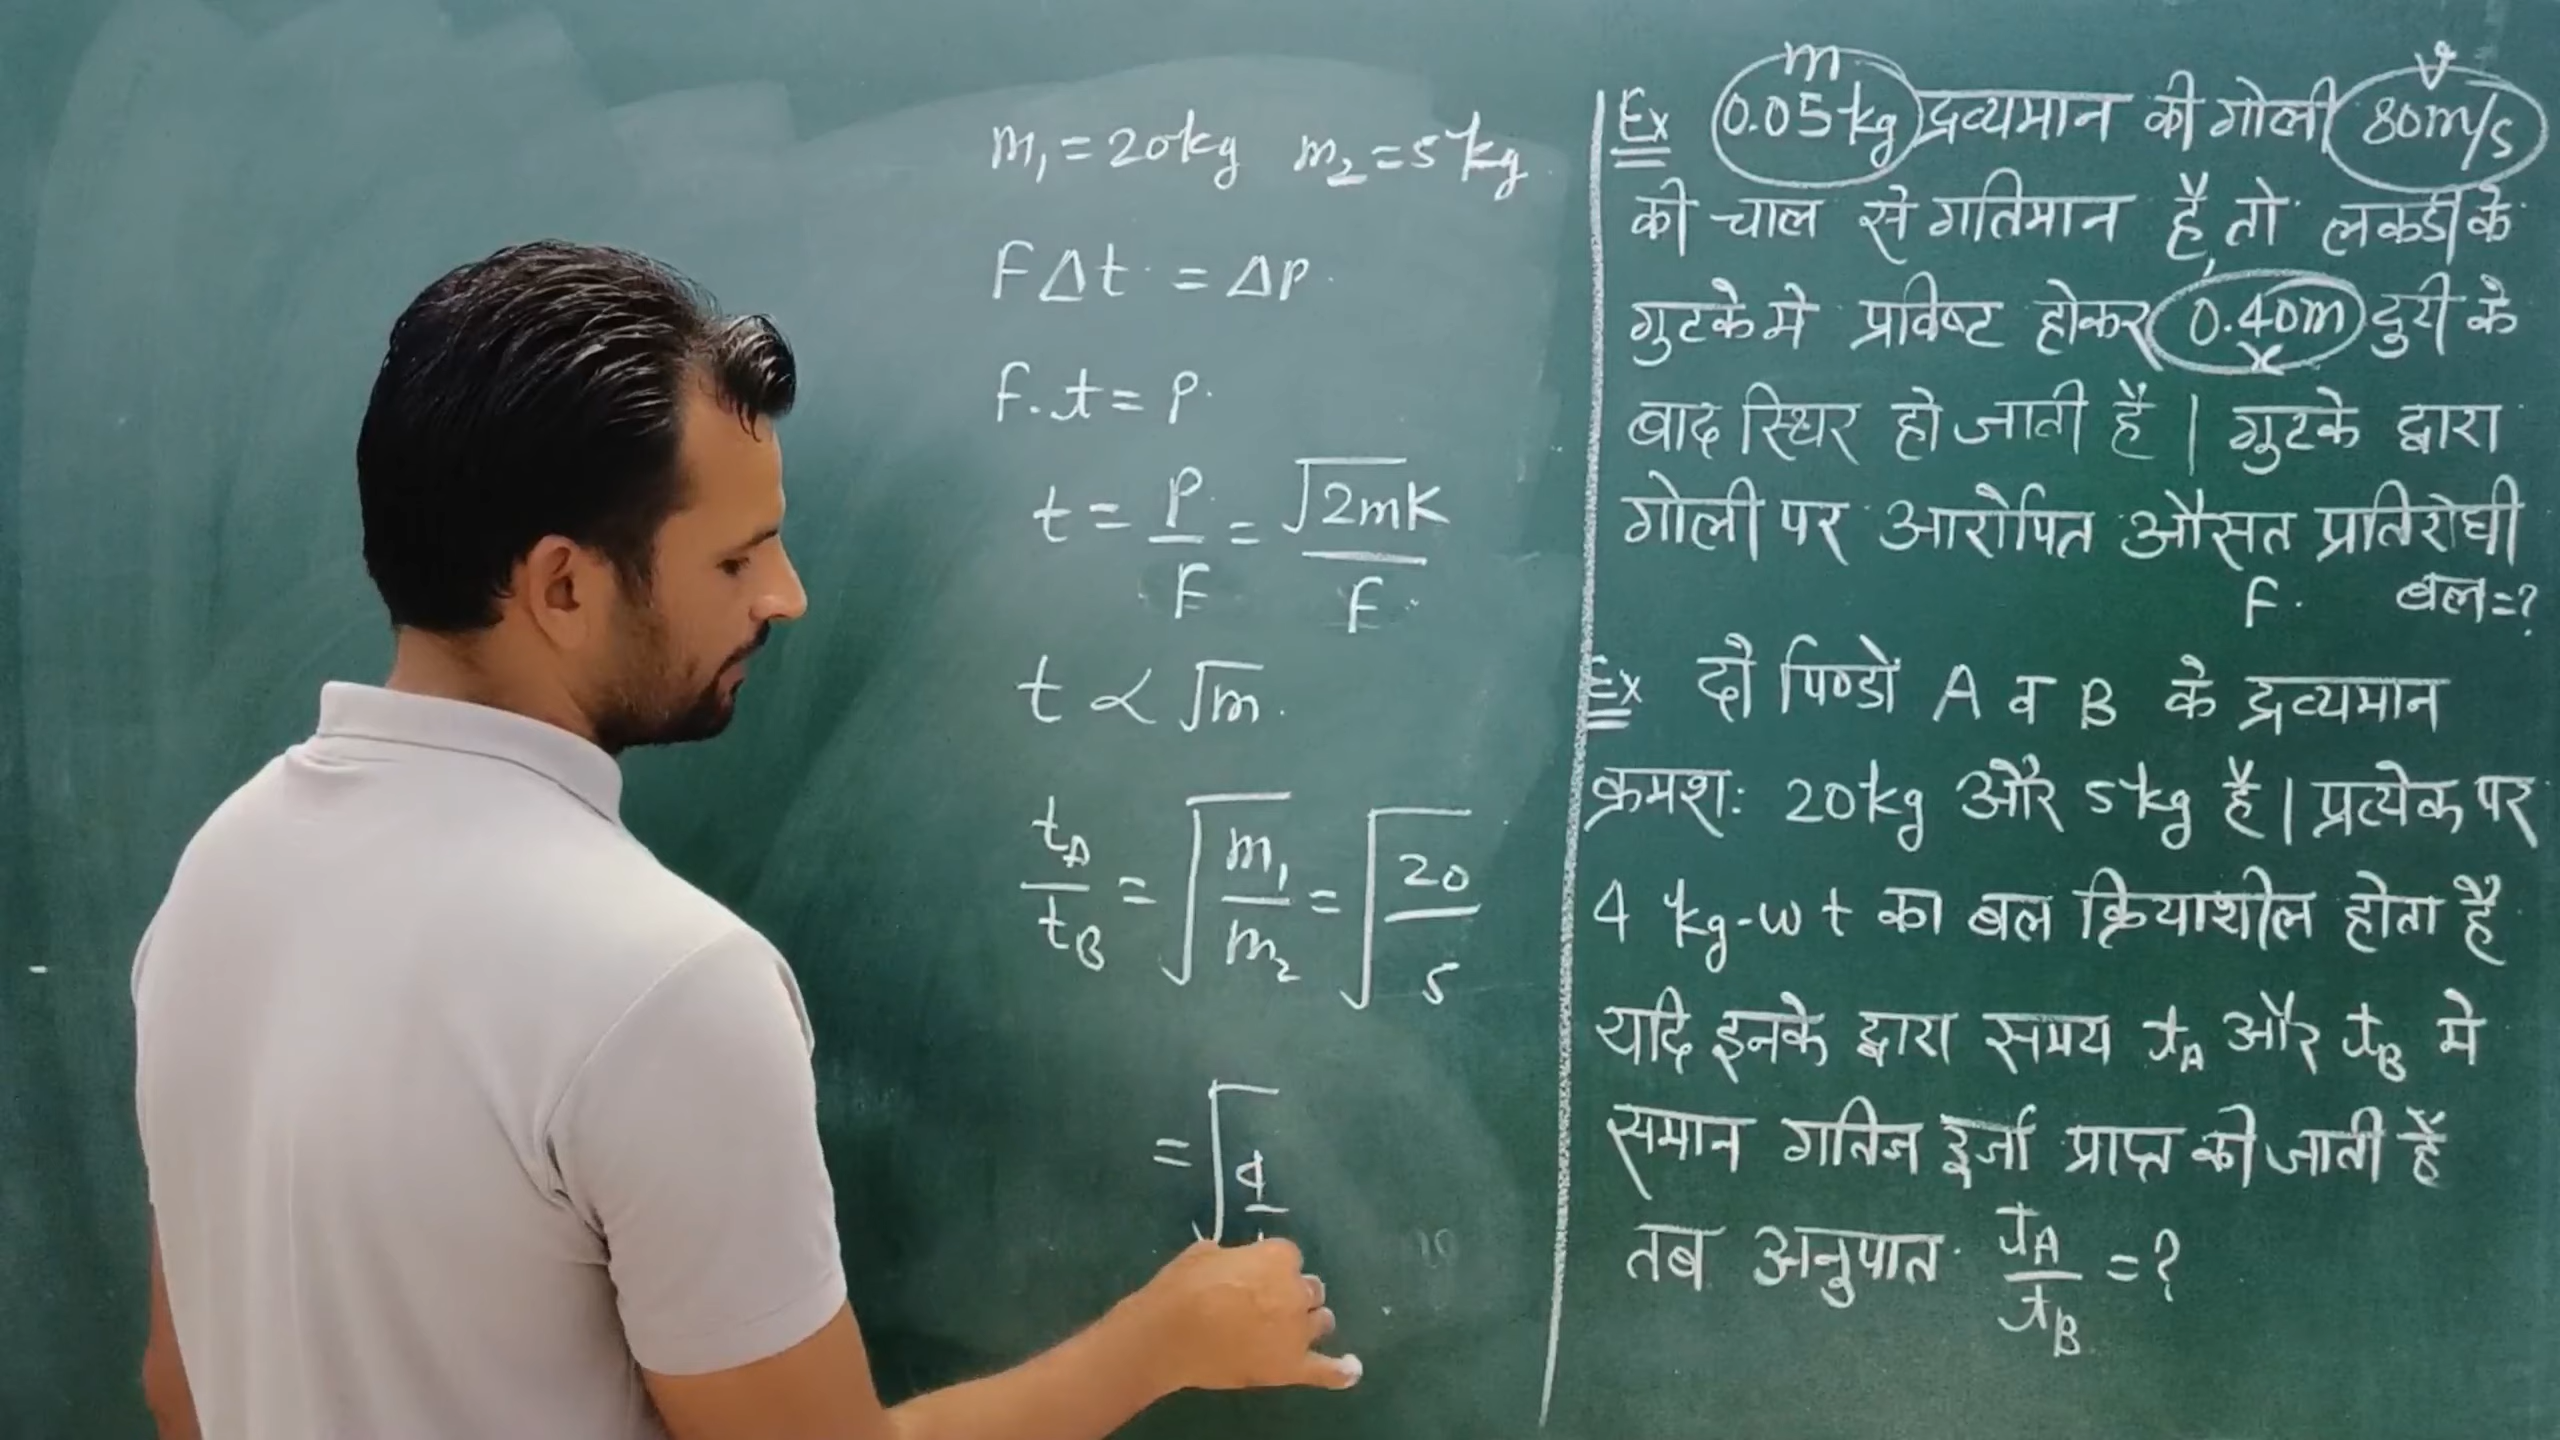 m₁ = 20kg m₂ = 5kg
FΔt = ΔP
F.t = P
t = P/F = √2mK/F
t ∝ √m
tA/tB = √m₁/m₂ = √20/5
= √4/
Ex 0.05kg द्रव्यमान की गोली 80m/s
m v
की चाल से गतिमान है, तो लकडी के
गुटके मे प्रविष्ट होकर 0.40m दुरी के
x
बाद स्थिर हो जाती है | गुटके द्वारा
गोली पर आरोपित औसत प्रतिरोधी
F. बल=?
Ex दो पिण्डों A व B के द्रव्यमान
क्रमशः 20kg और 5kg है | प्रत्येक पर
4 kg-wt का बल क्रियाशील होता है
यदि इनके द्वारा समय tA और tB मे
समान गतिज ऊर्जा प्राप्त की जाती है
तब अनुपात tA/tB = ?